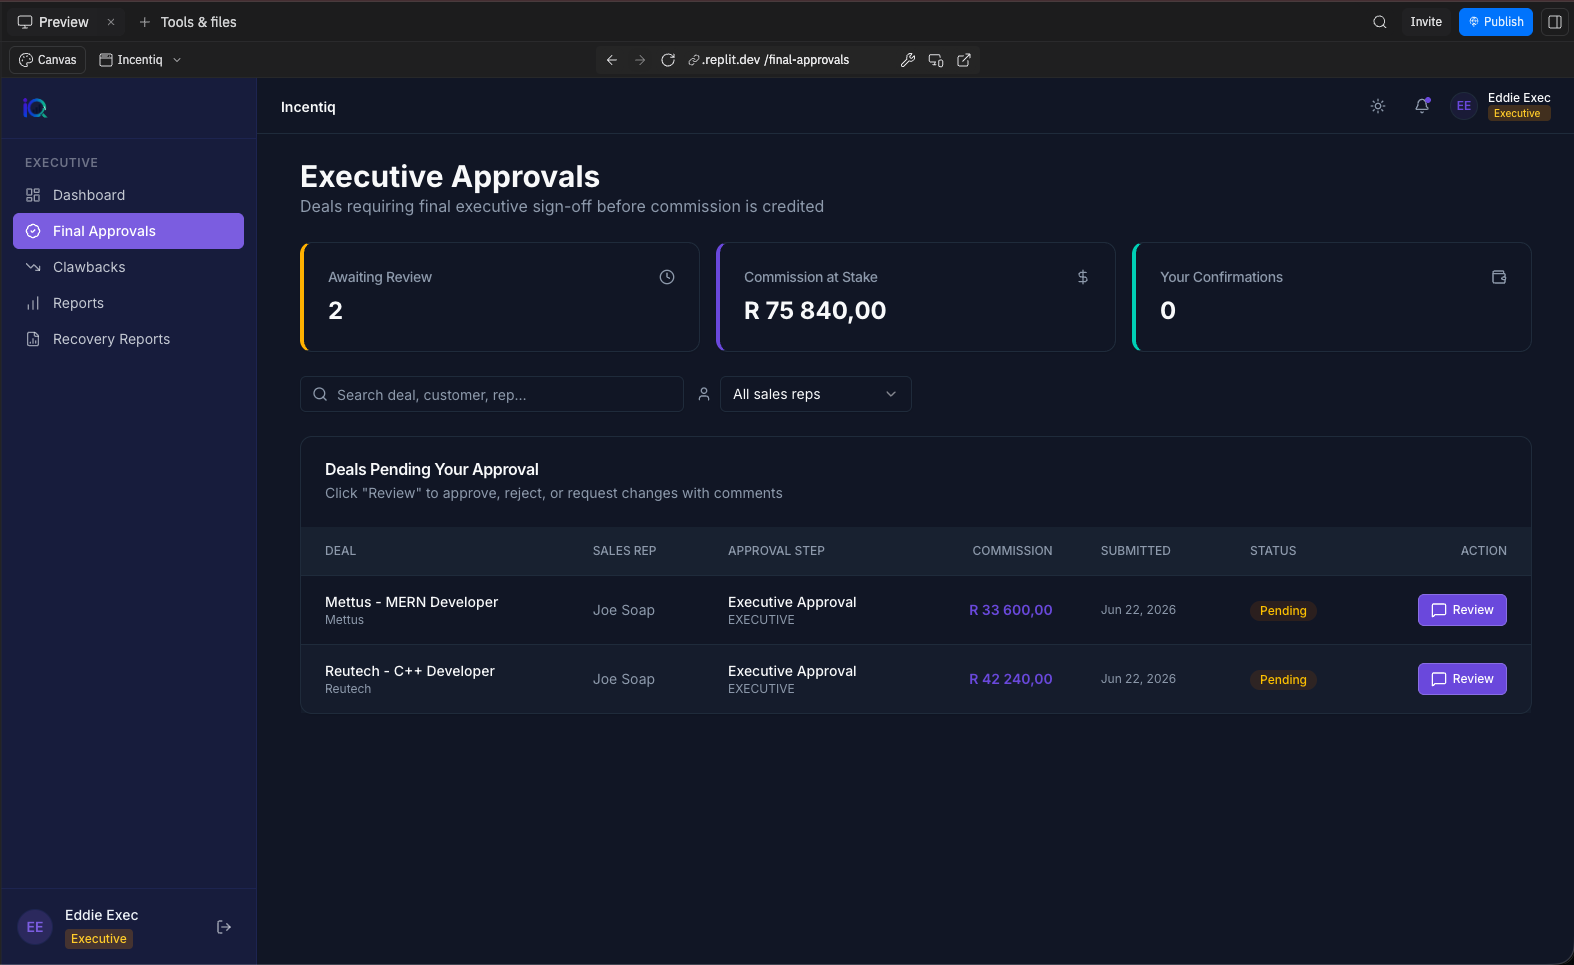 Preview
Tools & files
Invite
Publish
Canvas
Incentiq
.replit.dev /final-approvals
iQ
Incentiq
EE
Eddie Exec
Executive
EXECUTIVE
Dashboard
Final Approvals
Clawbacks
Reports
Recovery Reports
Executive Approvals
Deals requiring final executive sign-off before commission is credited
Awaiting Review
2
Commission at Stake
$
R 75 840,00
Your Confirmations
0
Search deal, customer, rep...
All sales reps
Deals Pending Your Approval
Click "Review" to approve, reject, or request changes with comments
DEAL SALES REP APPROVAL STEP COMMISSION SUBMITTED STATUS ACTION
Mettus - MERN Developer Joe Soap Executive Approval R 33 600,00 Jun 22, 2026 Pending Review
Mettus EXECUTIVE
Reutech - C++ Developer Joe Soap Executive Approval R 42 240,00 Jun 22, 2026 Pending Review
Reutech EXECUTIVE
EE
Eddie Exec
Executive